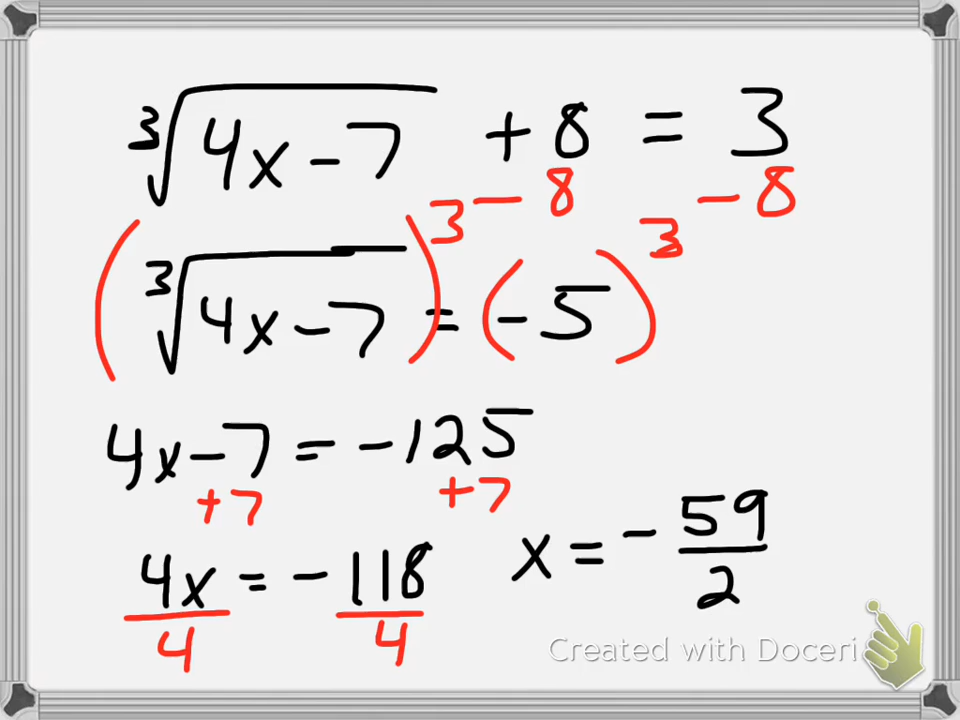 ∛(4x-7) + 8 = 3
- 8 - 8
(∛(4x-7))³ = (-5)³
4x-7 = -125
+7 +7
4x = -118
4 4
x = - 59/2
Created with Doceri